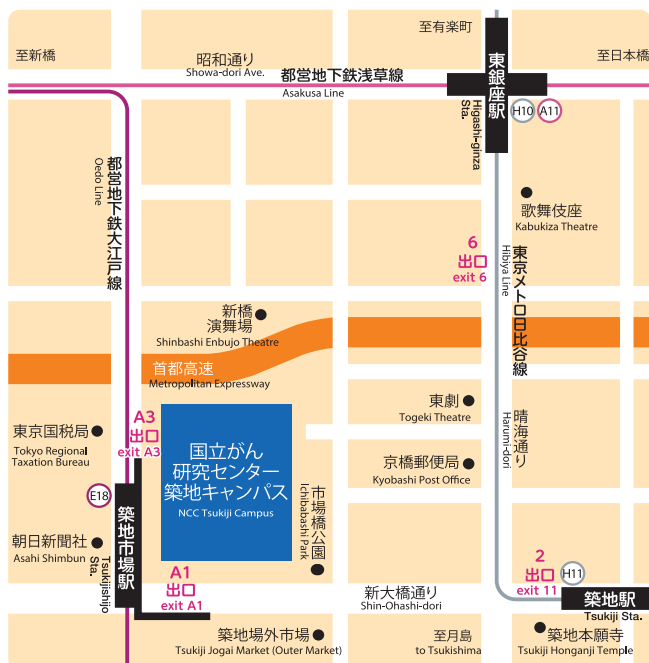 至有楽町
至新橋
昭和通り
Showa-dori Ave.
都営地下鉄浅草線
Asakusa Line
至日本橋
東銀座駅
Higashi-ginza
Sta.
H10
A11
都営地下鉄大江戸線
Oedo Line
歌舞伎座
Kabukiza Theatre
6
出口
exit 6
東京メトロ日比谷線
Hibiya Line
新橋
演舞場
Shinbashi Enbujo Theatre
首都高速
Metropolitan Expressway
東劇
Togeki Theatre
晴海通り
Harumi-dori
A3
出口
exit A3
東京国税局
Tokyo Regional
Taxation Bureau
国立がん
研究センター
築地キャンパス
NCC Tsukiji Campus
京橋郵便局
Kyobashi Post Office
E18
築地市場駅
Tsukijishijo
Sta.
市場橋公園
Ichibabashi Park
朝日新聞社
Asahi Shimbun
A1
出口
exit A1
2
出口
exit 11
H11
新大橋通り
Shin-Ohashi-dori
築地駅
Tsukiji Sta.
築地場外市場
Tsukiji Jogai Market (Outer Market)
至月島
to Tsukishima
築地本願寺
Tsukiji Honganji Temple